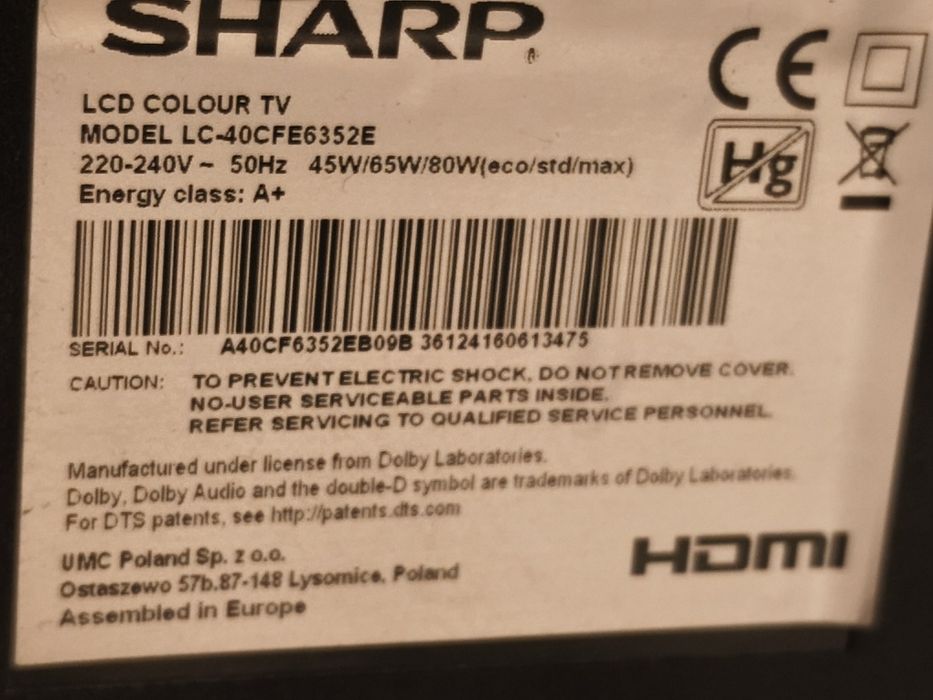 SHARP
LCD COLOUR TV
MODEL LC-40CFE6352E
220-240V ~ 50Hz 45W/65W/80W(eco/std/max)
Energy class: A+
CE
Hg
SERIAL No.: A40CF6352EB09B 36124160613475
CAUTION: TO PREVENT ELECTRIC SHOCK, DO NOT REMOVE COVER.
NO-USER SERVICEABLE PARTS INSIDE.
REFER SERVICING TO QUALIFIED SERVICE PERSONNEL.
Manufactured under license from Dolby Laboratories.
Dolby, Dolby Audio and the double-D symbol are trademarks of Dolby Laboratories.
For DTS patents, see http://patents.dts.com
UMC Poland Sp. z o.o.
Ostaszewo 57b,87-148 Lysomice, Poland
Assembled in Europe
HDMI